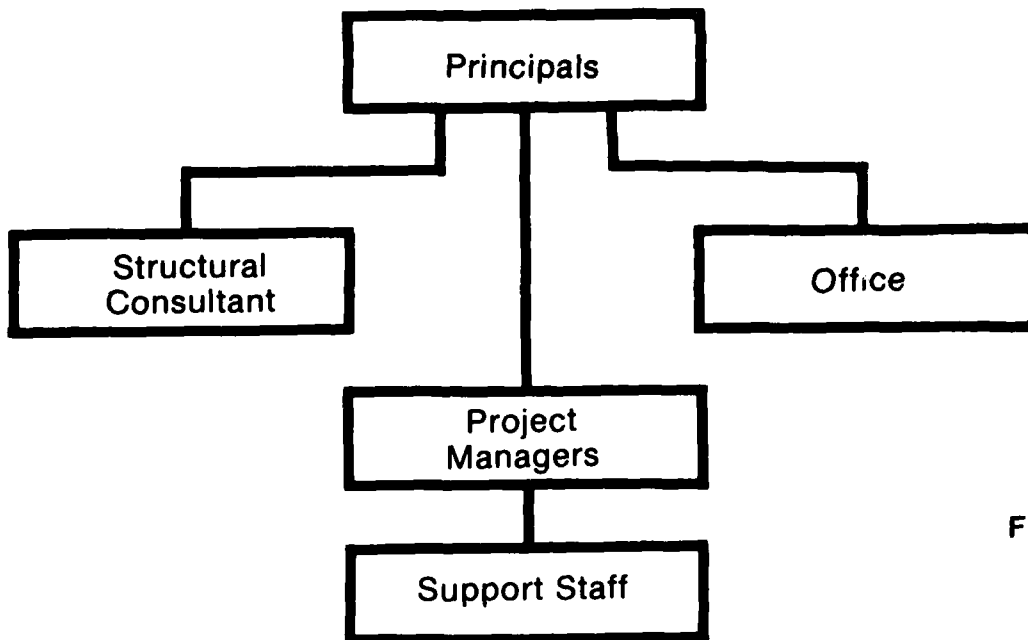 Principals
Structural
Consultant
Office
Project
Managers
F
Support Staff